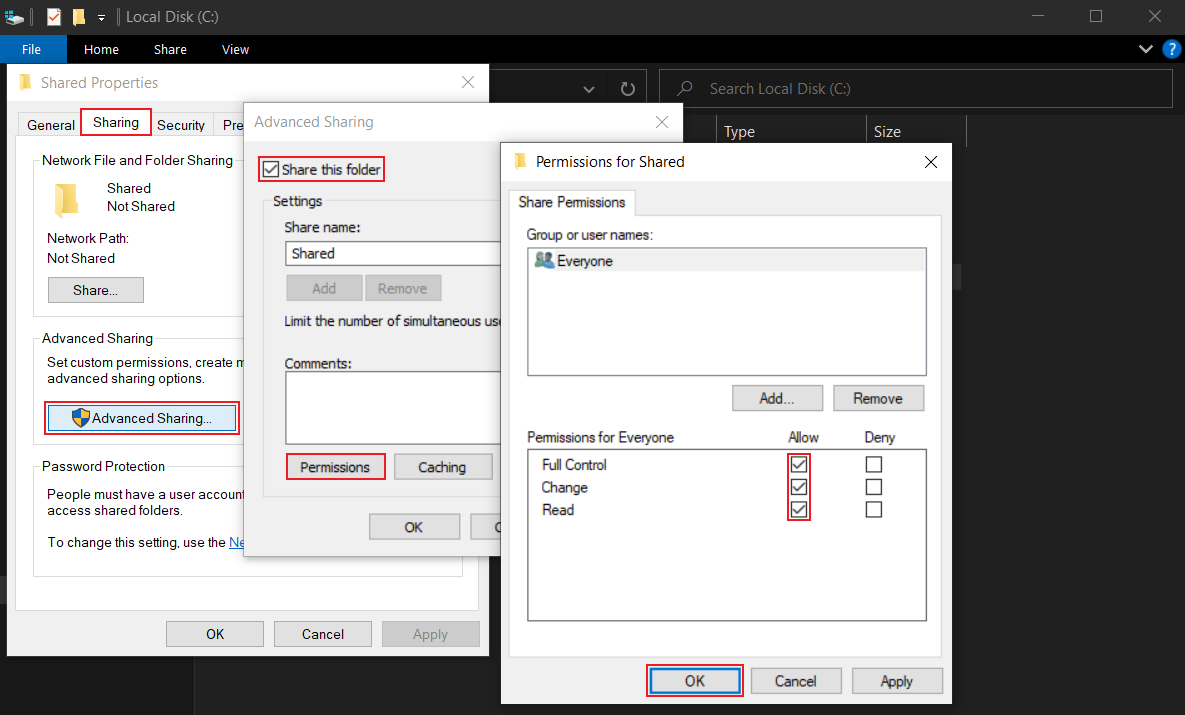 Local Disk (C:)
File
Home
Share
View
?
Search Local Disk (C:)
Type
Size
Shared Properties
General
Sharing
Security
Pre
Network File and Folder Sharing
Shared
Not Shared
Network Path:
Not Shared
Share...
Advanced Sharing
Set custom permissions, create m
advanced sharing options.
Advanced Sharing...
Password Protection
People must have a user accoun
access shared folders.
To change this setting, use the Ne
OK
Cancel
Apply
Advanced Sharing
Share this folder
Settings
Share name:
Shared
Add
Remove
Limit the number of simultaneous use
Comments:
Permissions
Caching
OK
C
Permissions for Shared
Share Permissions
Group or user names:
Everyone
Add...
Remove
Permissions for Everyone
Allow
Deny
Full Control
Change
Read
OK
Cancel
Apply